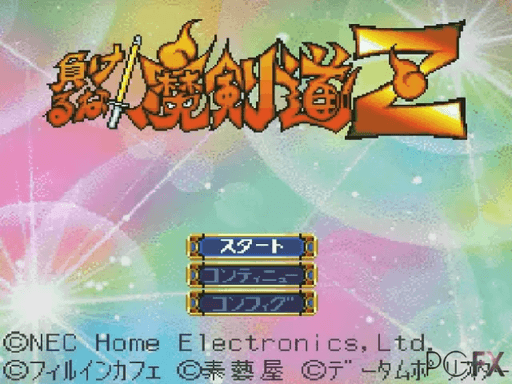 負けるな!魔剣道Z
スタート
コンティニュー
コンフィグ
©NEC Home Electronics,Ltd.
©フィルインカフェ ©素藝屋 ©データムポリスター
PCFX